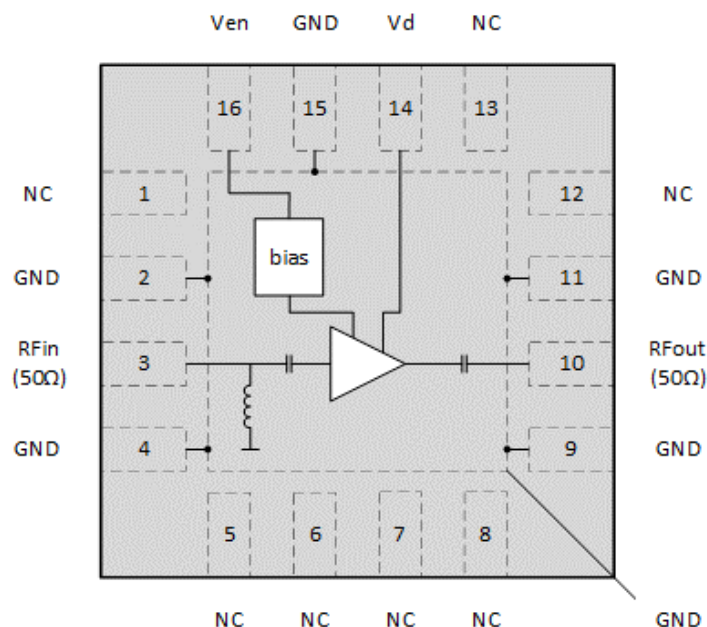 Ven GND Vd NC
16 15 14 13
NC 1 12 NC
GND 2 bias 11 GND
RFin 3 10 RFout
(50Ω) (50Ω)
GND 4 9 GND
5 6 7 8
NC NC NC NC GND